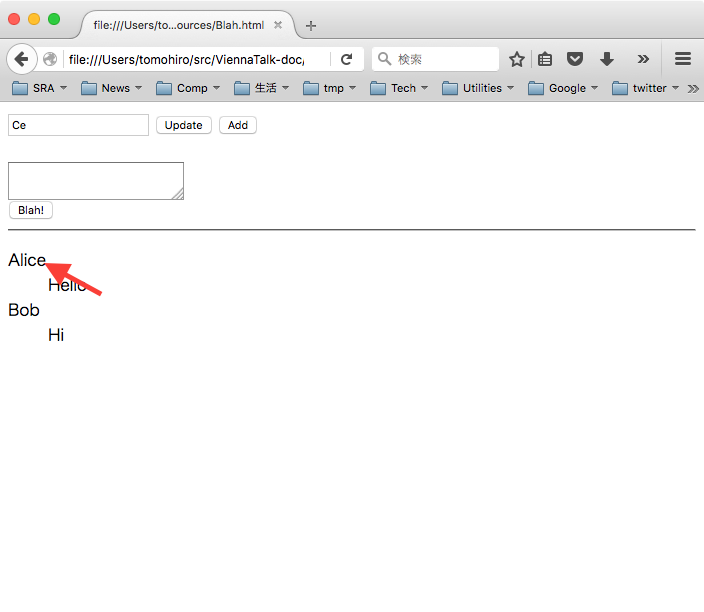 file:///Users/to...ources/Blah.html
file:///Users/tomohiro/src/ViennaTalk-doc/
検索
SRA News Comp 生活 tmp Tech Utilities Google twitter
Ce Update Add
Blah!
Alice
Hello
Bob
Hi